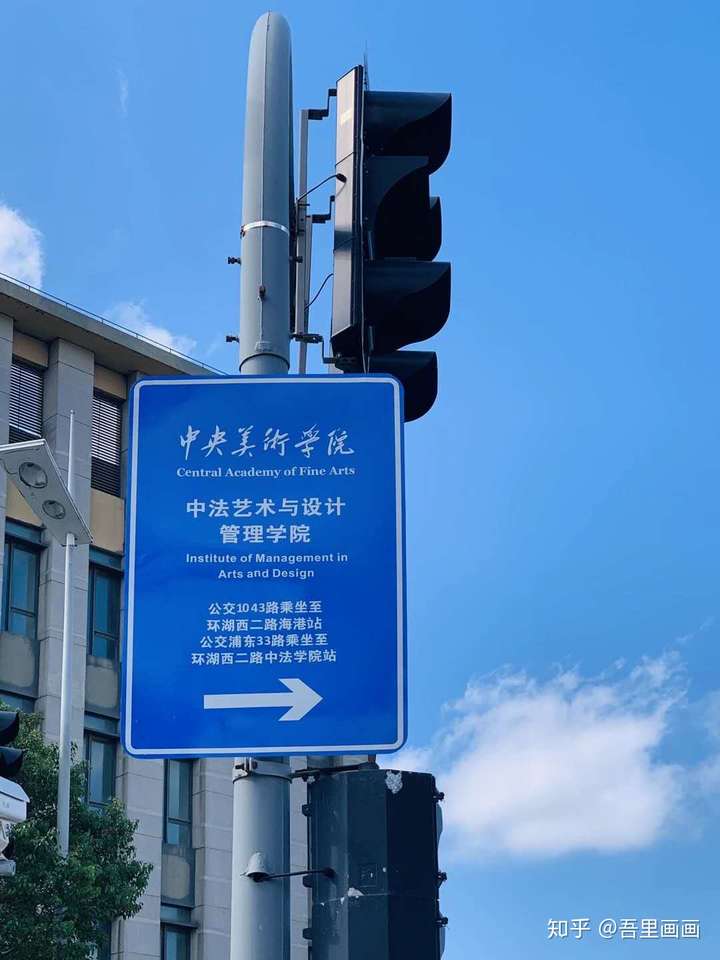 中央美術學院
Central Academy of Fine Arts
中法艺术与设计
管理学院
Institute of Management in
Arts and Design
公交1043路乘坐至
环湖西二路海港站
公交浦东33路乘坐至
环湖西二路中法学院站
知乎 @吾里画画